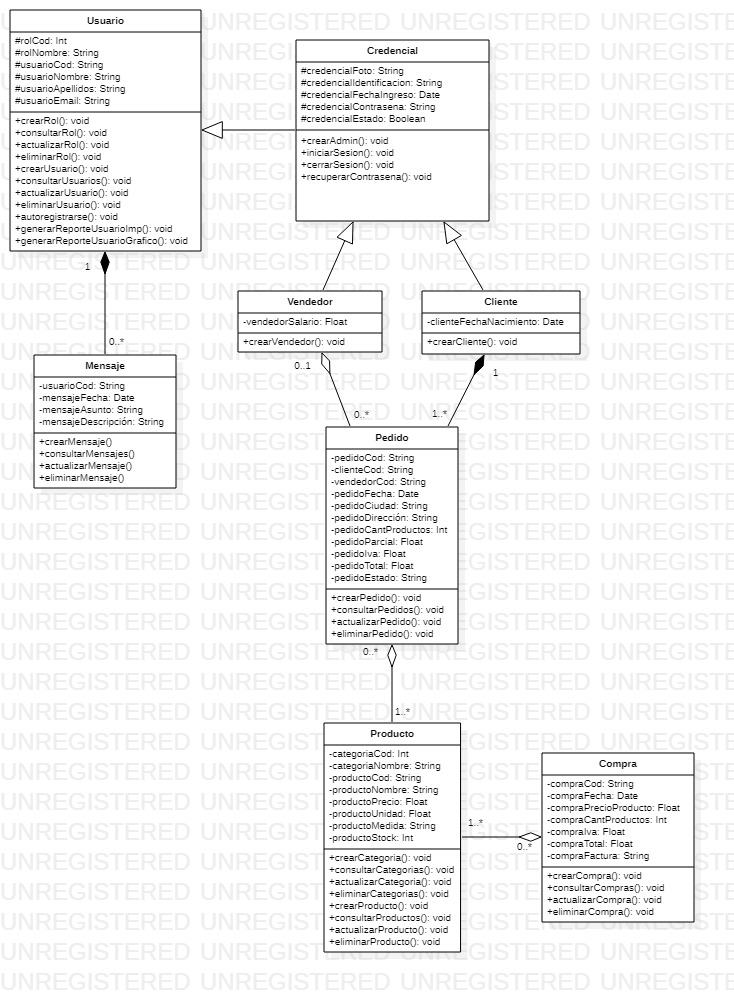 Usuario
#rolCod: Int
#rolNombre: String
#usuarioCod: String
#usuarioNombre: String
#usuarioApellidos: String
#usuarioEmail: String
+crearRol(): void
+consultarRol(): void
+actualizarRol(): void
+eliminarRol(): void
+crearUsuario(): void
+consultarUsuarios(): void
+actualizarUsuario(): void
+eliminarUsuario(): void
+autoregistrarse(): void
+generarReporteUsuarioImp(): void
+generarReporteUsuarioGrafico(): void
Credencial
#credencialFoto: String
#credencialIdentificacion: String
#credencialFechaIngreso: Date
#credencialContrasena: String
#credencialEstado: Boolean
+crearAdmin(): void
+iniciarSesion(): void
+cerrarSesion(): void
+recuperarContrasena(): void
1
0..*
Mensaje
-usuarioCod: String
-mensajeFecha: Date
-mensajeAsunto: String
-mensajeDescripción: String
+crearMensaje()
+consultarMensajes()
+actualizarMensaje()
+eliminarMensaje()
Vendedor
-vendedorSalario: Float
+crearVendedor(): void
Cliente
-clienteFechaNacimiento: Date
+crearCliente(): void
0..1
0..*
1
1..*
Pedido
-pedidoCod: String
-clienteCod: String
-vendedorCod: String
-pedidoFecha: Date
-pedidoCiudad: String
-pedidoDirección: String
-pedidoCantProductos: Int
-pedidoParcial: Float
-pedidoIva: Float
-pedidoTotal: Float
-pedidoEstado: String
+crearPedido(): void
+consultarPedidos(): void
+actualizarPedido(): void
+eliminarPedido(): void
0..*
1..*
Producto
-categoriaCod: Int
-categoriaNombre: String
-productoCod: String
-productoNombre: String
-productoPrecio: Float
-productoUnidad: Float
-productoMedida: String
-productoStock: Int
+crearCategoria(): void
+consultarCategorias(): void
+actualizarCategoria(): void
+eliminarCategorias(): void
+crearProducto(): void
+consultarProductos(): void
+actualizarProducto(): void
+eliminarProducto(): void
1..*
0..*
Compra
-compraCod: String
-compraFecha: Date
-compraPrecioProducto: Float
-compraCantProductos: Int
-compraIva: Float
-compraTotal: Float
-compraFactura: String
+crearCompra(): void
+consultarCompras(): void
+actualizarCompra(): void
+eliminarCompra(): void
UNREGISTERED